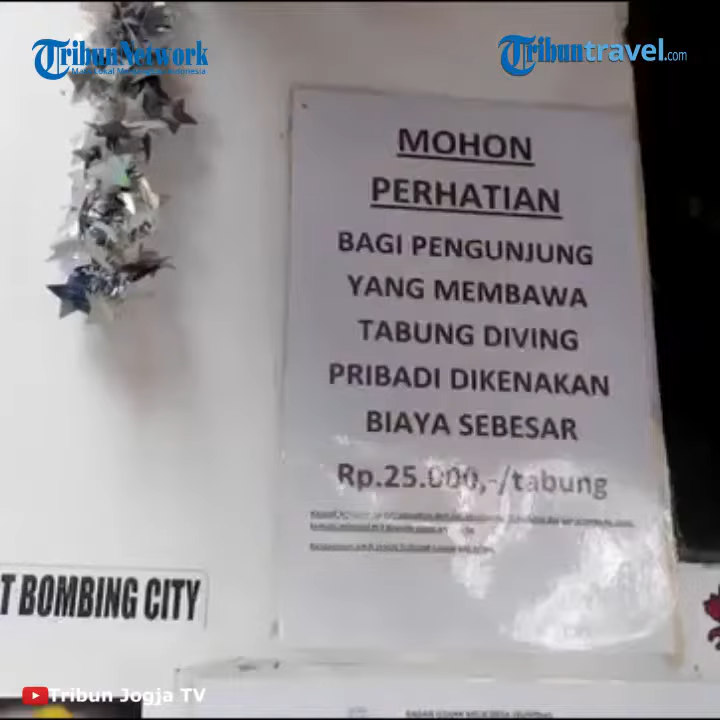 Tribun Network
Tribuntravel.com
MOHON
PERHATIAN
BAGI PENGUNJUNG
YANG MEMBAWA
TABUNG DIVING
PRIBADI DIKENAKAN
BIAYA SEBESAR
Rp.25.000,-/tabung
T BOMBING CITY
Tribun Jogja TV